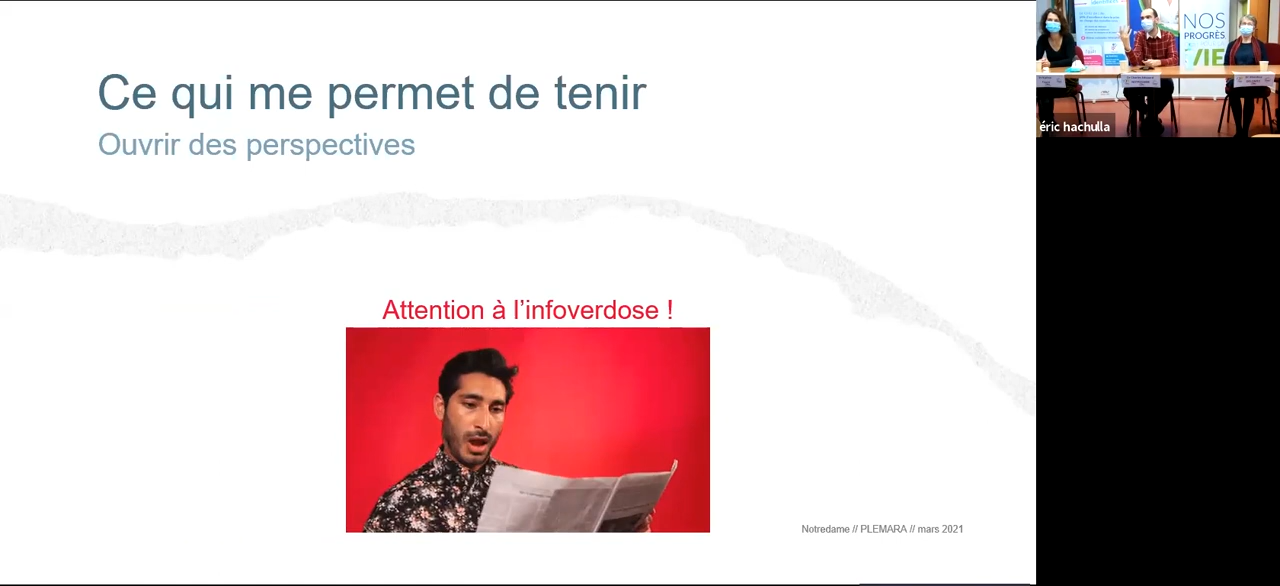 Ce qui me permet de tenir
Ouvrir des perspectives
Attention à l'infoverdose !
Notredame // PLEMARA // mars 2021
NOS
PROGRÈS
VIE
éric hachulla